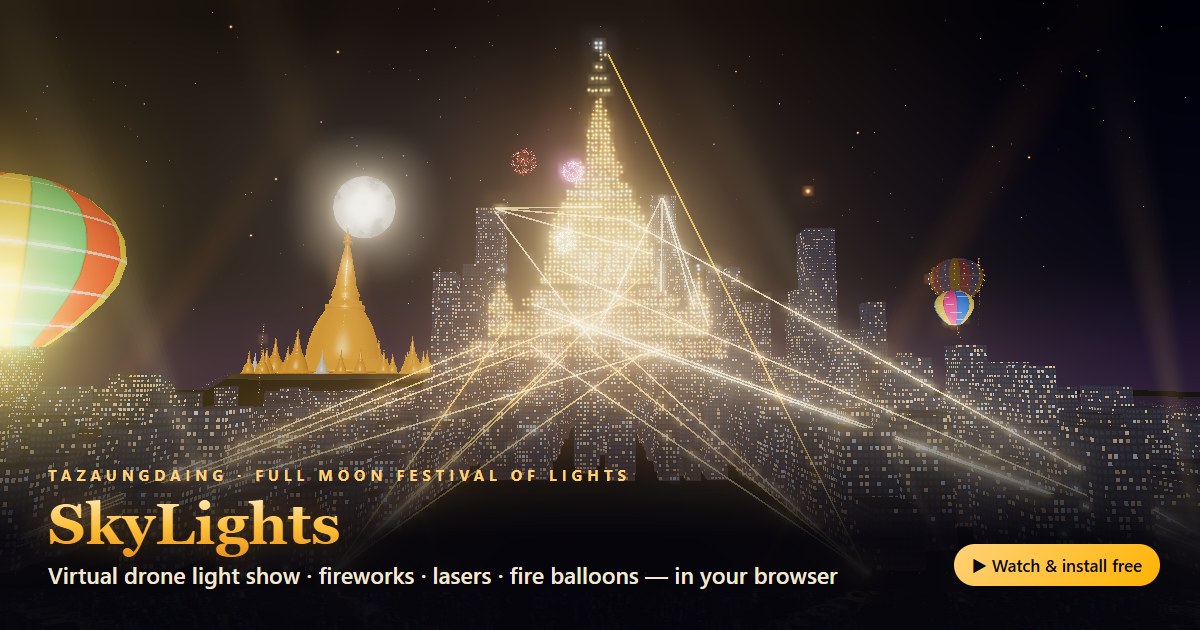 TAZAUNGDAING · FULL MOON FESTIVAL OF LIGHTS
SkyLights
Virtual drone light show · fireworks · lasers · fire balloons — in your browser
▶ Watch & install free